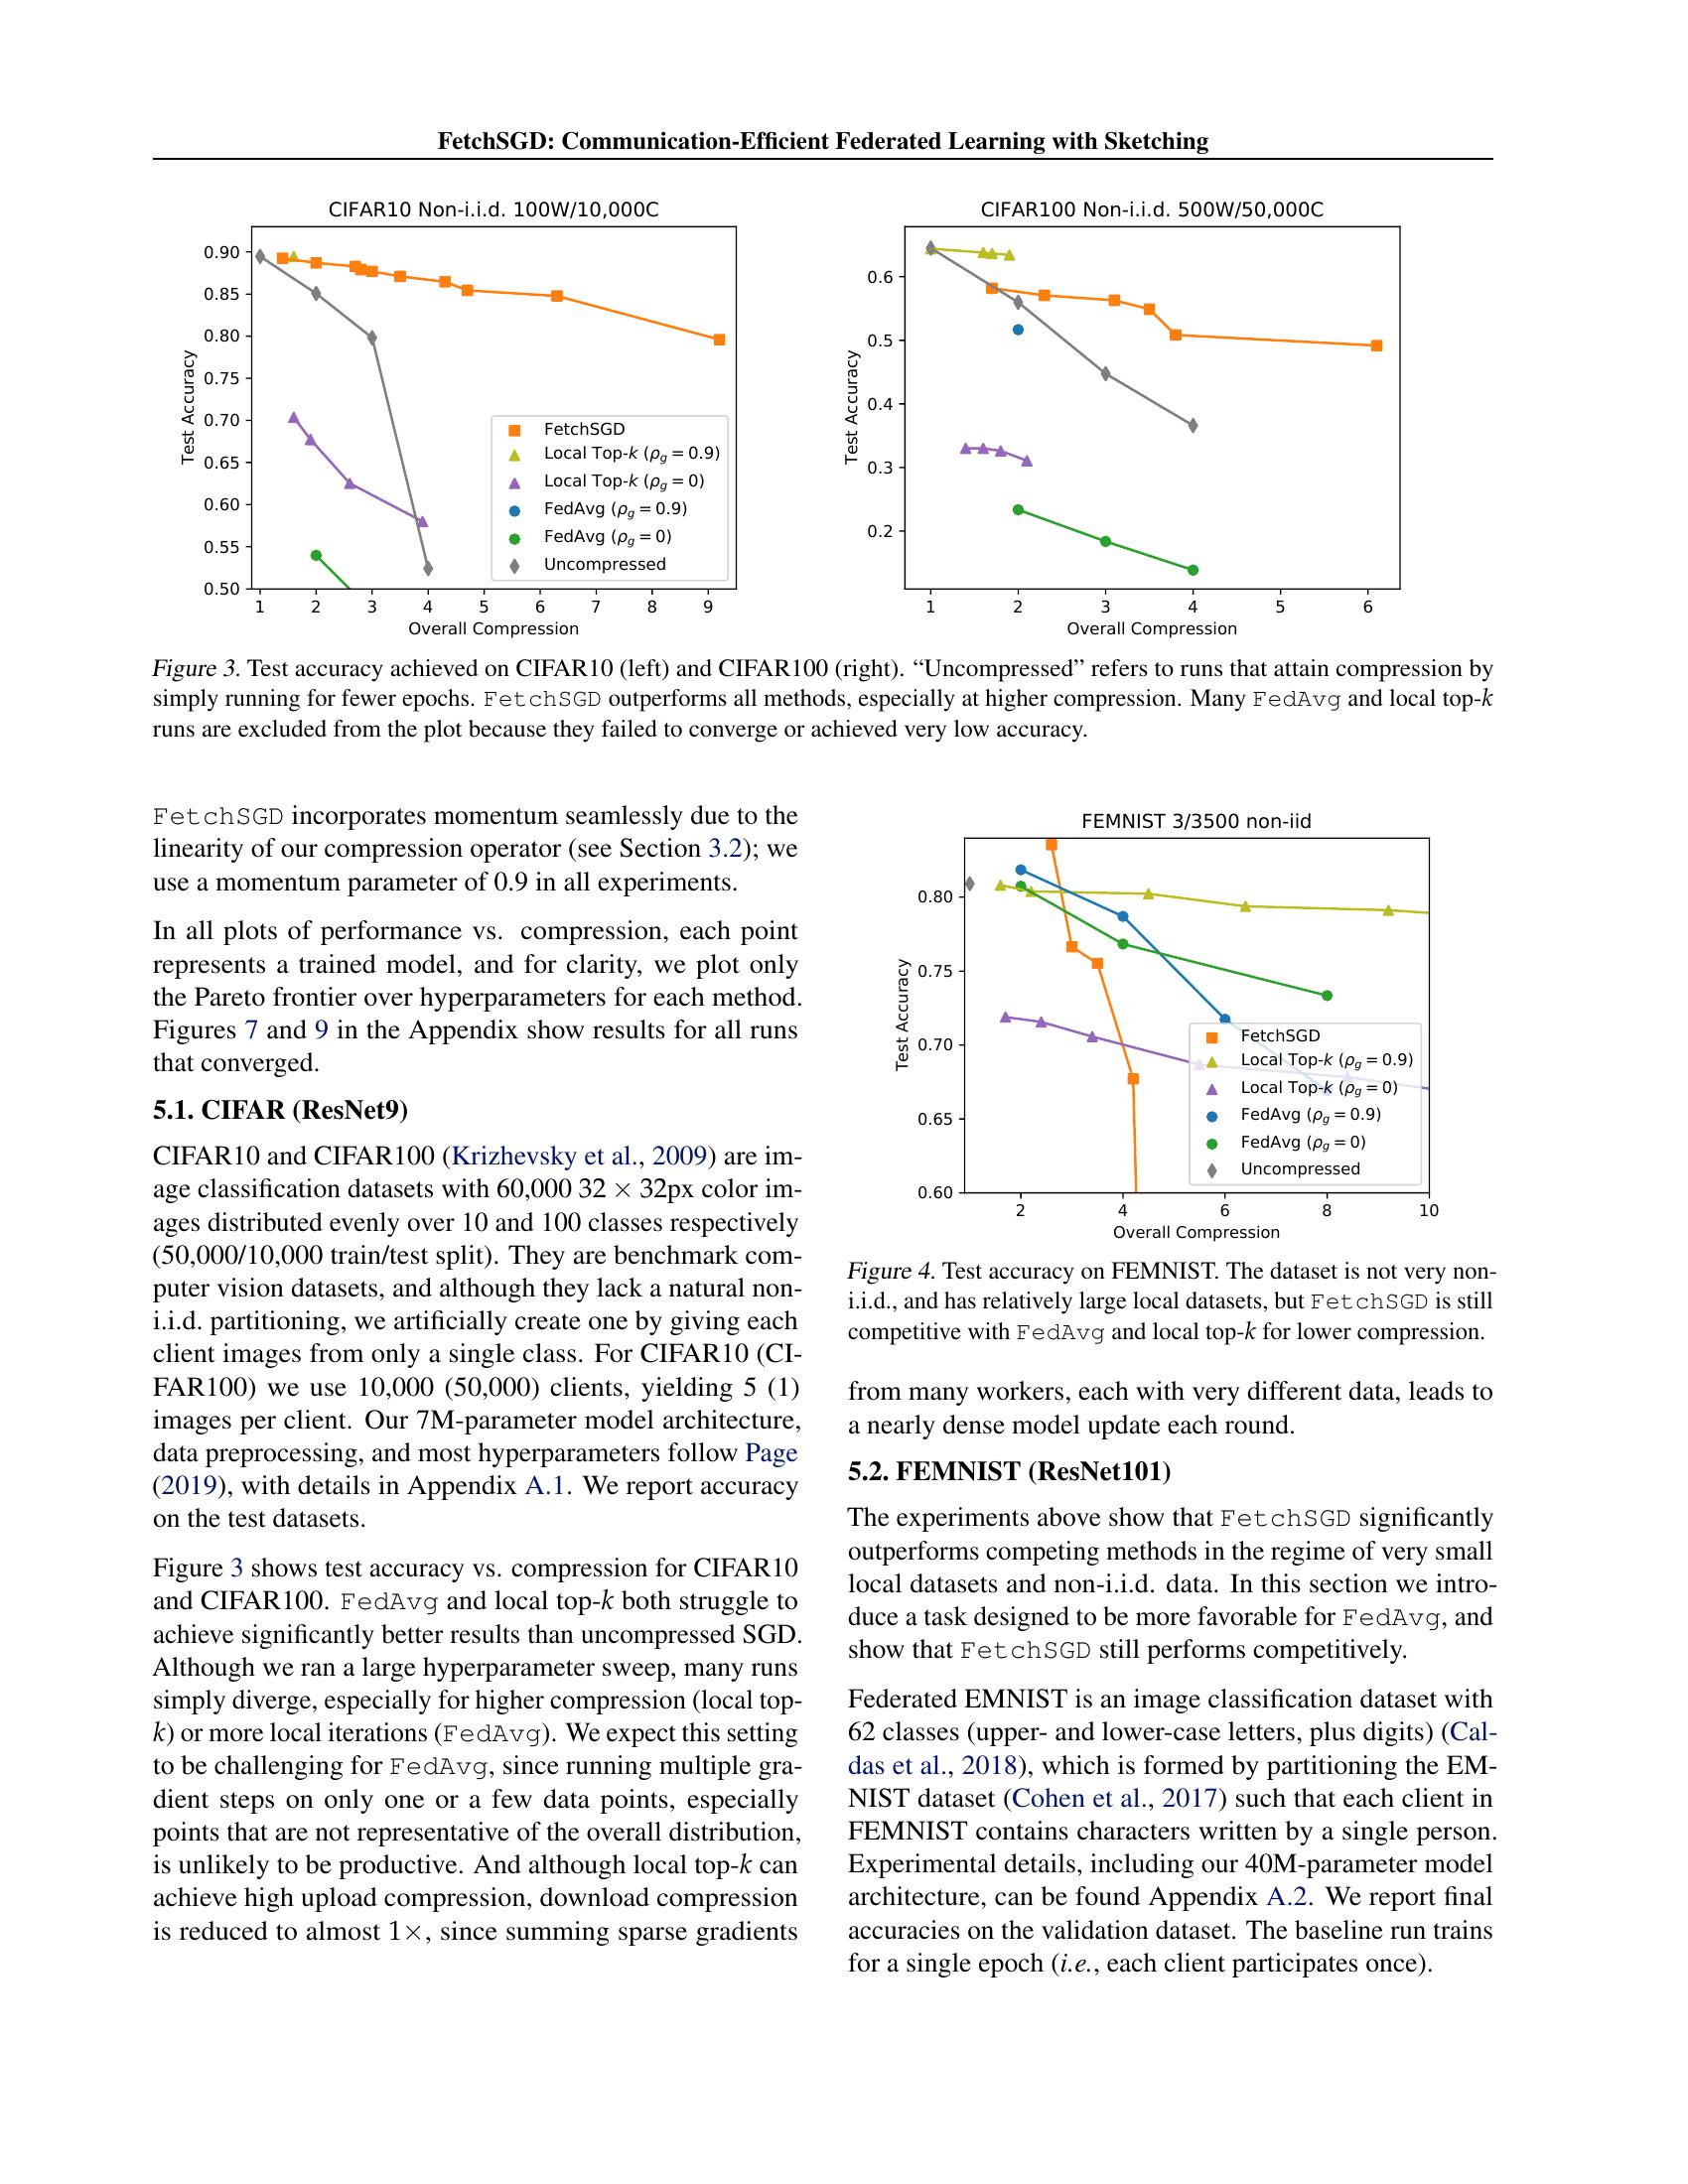 FetchSGD: Communication-Efficient Federated Learning with Sketching
CIFAR10 Non-i.i.d. 100W/10,000C
0.90
0.85
0.80
0.75
0.70
0.65
0.60
0.55
0.50
Test Accuracy
1 2 3 4 5 6 7 8 9
Overall Compression
FetchSGD
Local Top-k (ρg = 0.9)
Local Top-k (ρg = 0)
FedAvg (ρg = 0.9)
FedAvg (ρg = 0)
Uncompressed
CIFAR100 Non-i.i.d. 500W/50,000C
0.6
0.5
0.4
0.3
0.2
Test Accuracy
1 2 3 4 5 6
Overall Compression
Figure 3. Test accuracy achieved on CIFAR10 (left) and CIFAR100 (right). “Uncompressed” refers to runs that attain compression by
simply running for fewer epochs. FetchSGD outperforms all methods, especially at higher compression. Many FedAvg and local top-k
runs are excluded from the plot because they failed to converge or achieved very low accuracy.
FetchSGD incorporates momentum seamlessly due to the
linearity of our compression operator (see Section 3.2); we
use a momentum parameter of 0.9 in all experiments.
In all plots of performance vs. compression, each point
represents a trained model, and for clarity, we plot only
the Pareto frontier over hyperparameters for each method.
Figures 7 and 9 in the Appendix show results for all runs
that converged.
5.1. CIFAR (ResNet9)
CIFAR10 and CIFAR100 (Krizhevsky et al., 2009) are im-
age classification datasets with 60,000 32 × 32px color im-
ages distributed evenly over 10 and 100 classes respectively
(50,000/10,000 train/test split). They are benchmark com-
puter vision datasets, and although they lack a natural non-
i.i.d. partitioning, we artificially create one by giving each
client images from only a single class. For CIFAR10 (CI-
FAR100) we use 10,000 (50,000) clients, yielding 5 (1)
images per client. Our 7M-parameter model architecture,
data preprocessing, and most hyperparameters follow Page
(2019), with details in Appendix A.1. We report accuracy
on the test datasets.
Figure 3 shows test accuracy vs. compression for CIFAR10
and CIFAR100. FedAvg and local top-k both struggle to
achieve significantly better results than uncompressed SGD.
Although we ran a large hyperparameter sweep, many runs
simply diverge, especially for higher compression (local top-
k) or more local iterations (FedAvg). We expect this setting
to be challenging for FedAvg, since running multiple gra-
dient steps on only one or a few data points, especially
points that are not representative of the overall distribution,
is unlikely to be productive. And although local top-k can
achieve high upload compression, download compression
is reduced to almost 1×, since summing sparse gradients
FEMNIST 3/3500 non-iid
0.80
0.75
0.70
0.65
0.60
Test Accuracy
2 4 6 8 10
Overall Compression
FetchSGD
Local Top-k (ρg = 0.9)
Local Top-k (ρg = 0)
FedAvg (ρg = 0.9)
FedAvg (ρg = 0)
Uncompressed
Figure 4. Test accuracy on FEMNIST. The dataset is not very non-
i.i.d., and has relatively large local datasets, but FetchSGD is still
competitive with FedAvg and local top-k for lower compression.
from many workers, each with very different data, leads to
a nearly dense model update each round.
5.2. FEMNIST (ResNet101)
The experiments above show that FetchSGD significantly
outperforms competing methods in the regime of very small
local datasets and non-i.i.d. data. In this section we intro-
duce a task designed to be more favorable for FedAvg, and
show that FetchSGD still performs competitively.
Federated EMNIST is an image classification dataset with
62 classes (upper- and lower-case letters, plus digits) (Cal-
das et al., 2018), which is formed by partitioning the EM-
NIST dataset (Cohen et al., 2017) such that each client in
FEMNIST contains characters written by a single person.
Experimental details, including our 40M-parameter model
architecture, can be found Appendix A.2. We report final
accuracies on the validation dataset. The baseline run trains
for a single epoch (i.e., each client participates once).